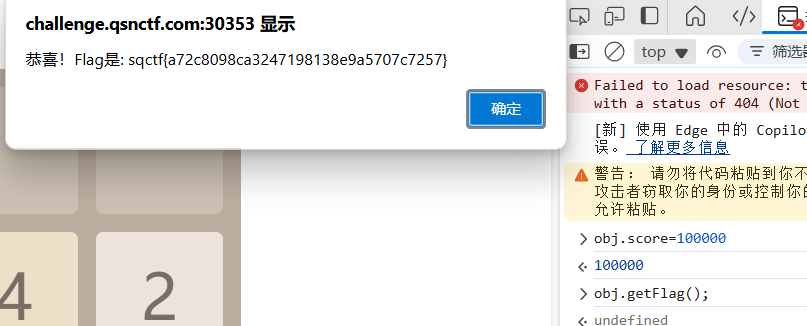 challenge.qsnctf.com:30353 显示
恭喜！Flag是: sqctf{a72c8098ca3247198138e9a5707c7257}
确定
4
2
top
筛选器
Failed to load resource: t
with a status of 404 (Not
[新] 使用 Edge 中的 Copilo
误。 了解更多信息
警告： 请勿将代码粘贴到你不
攻击者窃取你的身份或控制你的
允许粘贴。
obj.score=100000
100000
obj.getFlag();
undefined